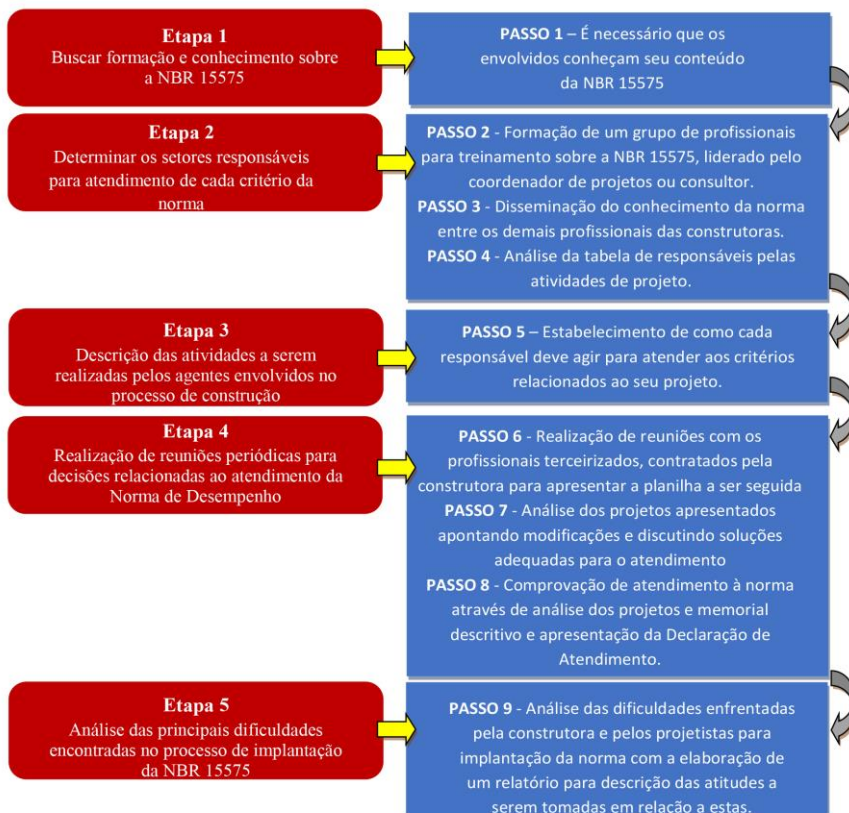 Etapa 1
Buscar formação e conhecimento sobre
a NBR 15575
PASSO 1 – É necessário que os
envolvidos conheçam seu conteúdo
da NBR 15575
Etapa 2
Determinar os setores responsáveis
para atendimento de cada critério da
norma
PASSO 2 - Formação de um grupo de profissionais
para treinamento sobre a NBR 15575, liderado pelo
coordenador de projetos ou consultor.
PASSO 3 - Disseminação do conhecimento da norma
entre os demais profissionais das construtoras.
PASSO 4 - Análise da tabela de responsáveis pelas
atividades de projeto.
Etapa 3
Descrição das atividades a serem
realizadas pelos agentes envolvidos no
processo de construção
PASSO 5 – Estabelecimento de como cada
responsável deve agir para atender aos critérios
relacionados ao seu projeto.
Etapa 4
Realização de reuniões periódicas para
decisões relacionadas ao atendimento da
Norma de Desempenho
PASSO 6 - Realização de reuniões com os
profissionais terceirizados, contratados pela
construtora para apresentar a planilha a ser seguida
PASSO 7 - Análise dos projetos apresentados
apontando modificações e discutindo soluções
adequadas para o atendimento
PASSO 8 - Comprovação de atendimento à norma
através de análise dos projetos e memorial
descritivo e apresentação da Declaração de
Atendimento.
Etapa 5
Análise das principais dificuldades
encontradas no processo de implantação
da NBR 15575
PASSO 9 - Análise das dificuldades enfrentadas
pela construtora e pelos projetistas para
implantação da norma com a elaboração de
um relatório para descrição das atitudes a
serem tomadas em relação a estas.